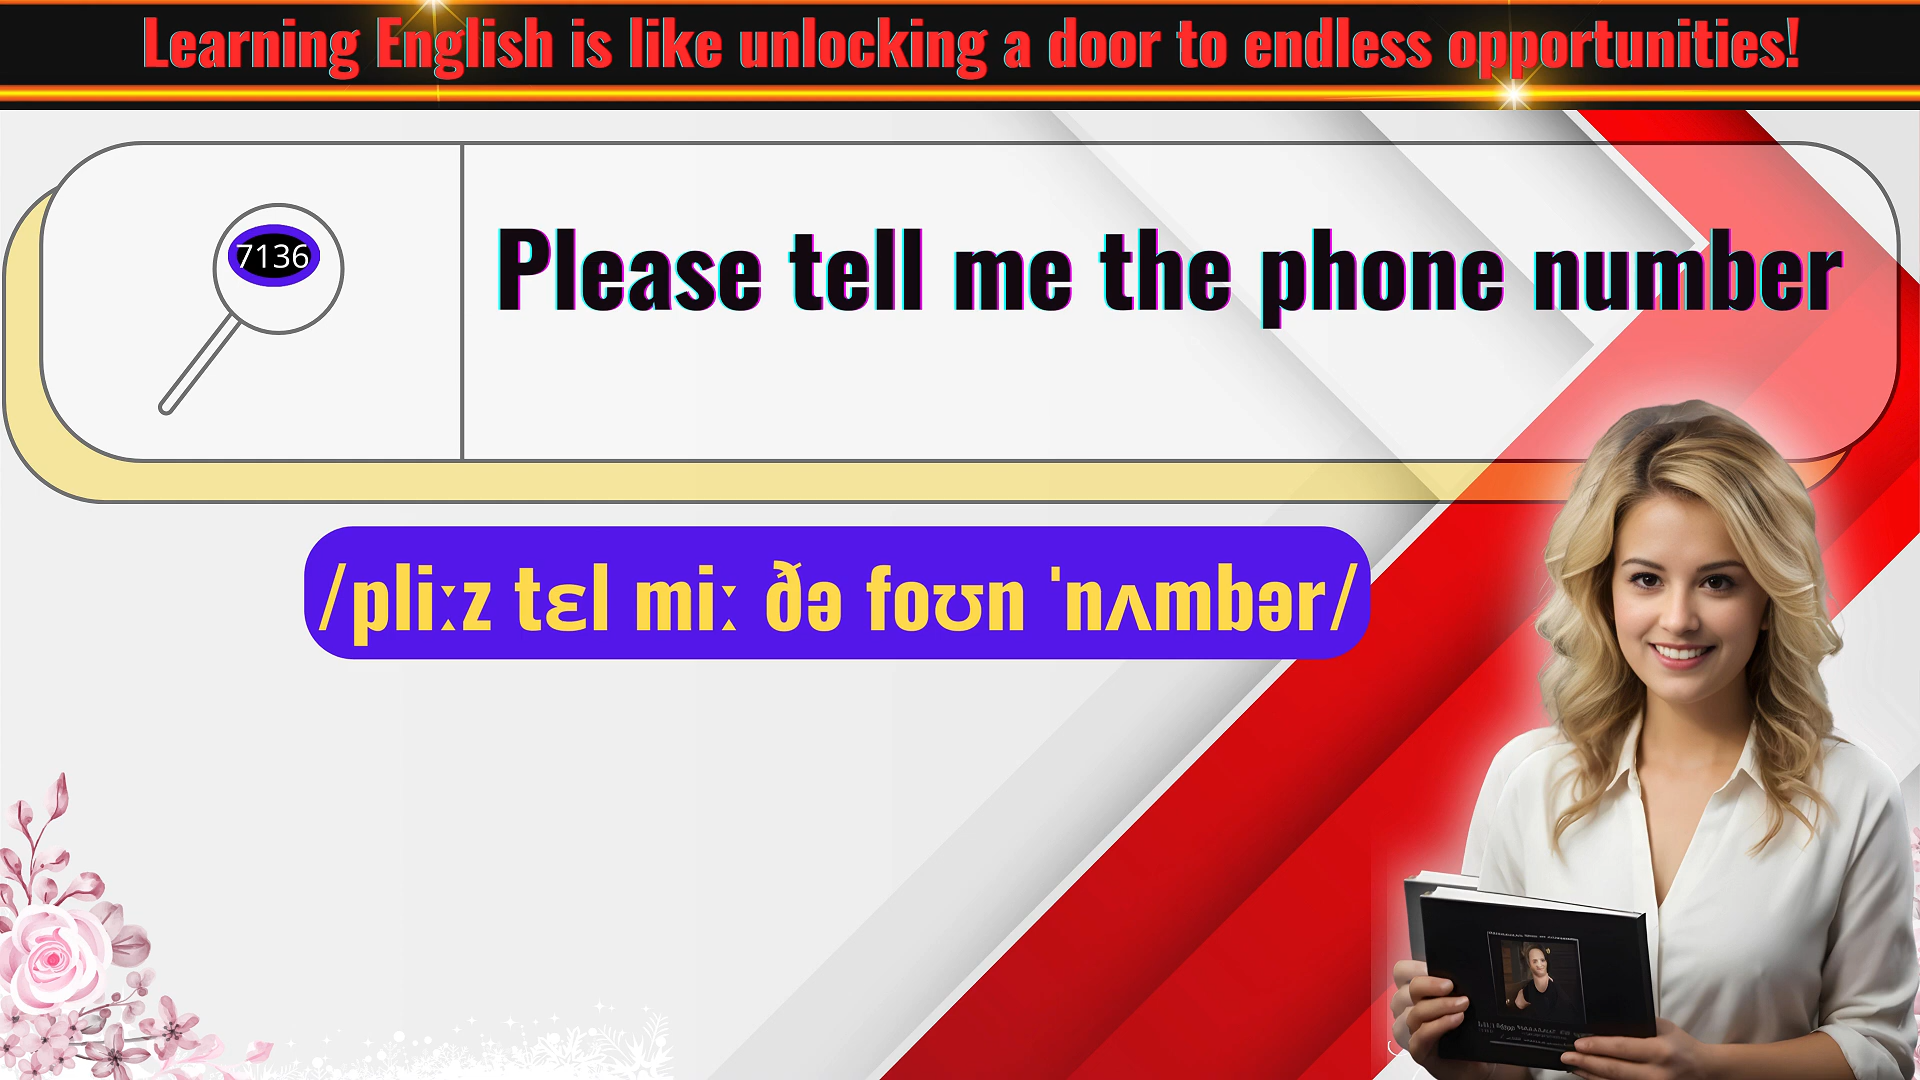 Learning English is like unlocking a door to endless opportunities!
7136
Please tell me the phone number
/pliːz tɛl miː ðə foʊn ˈnʌmbər/